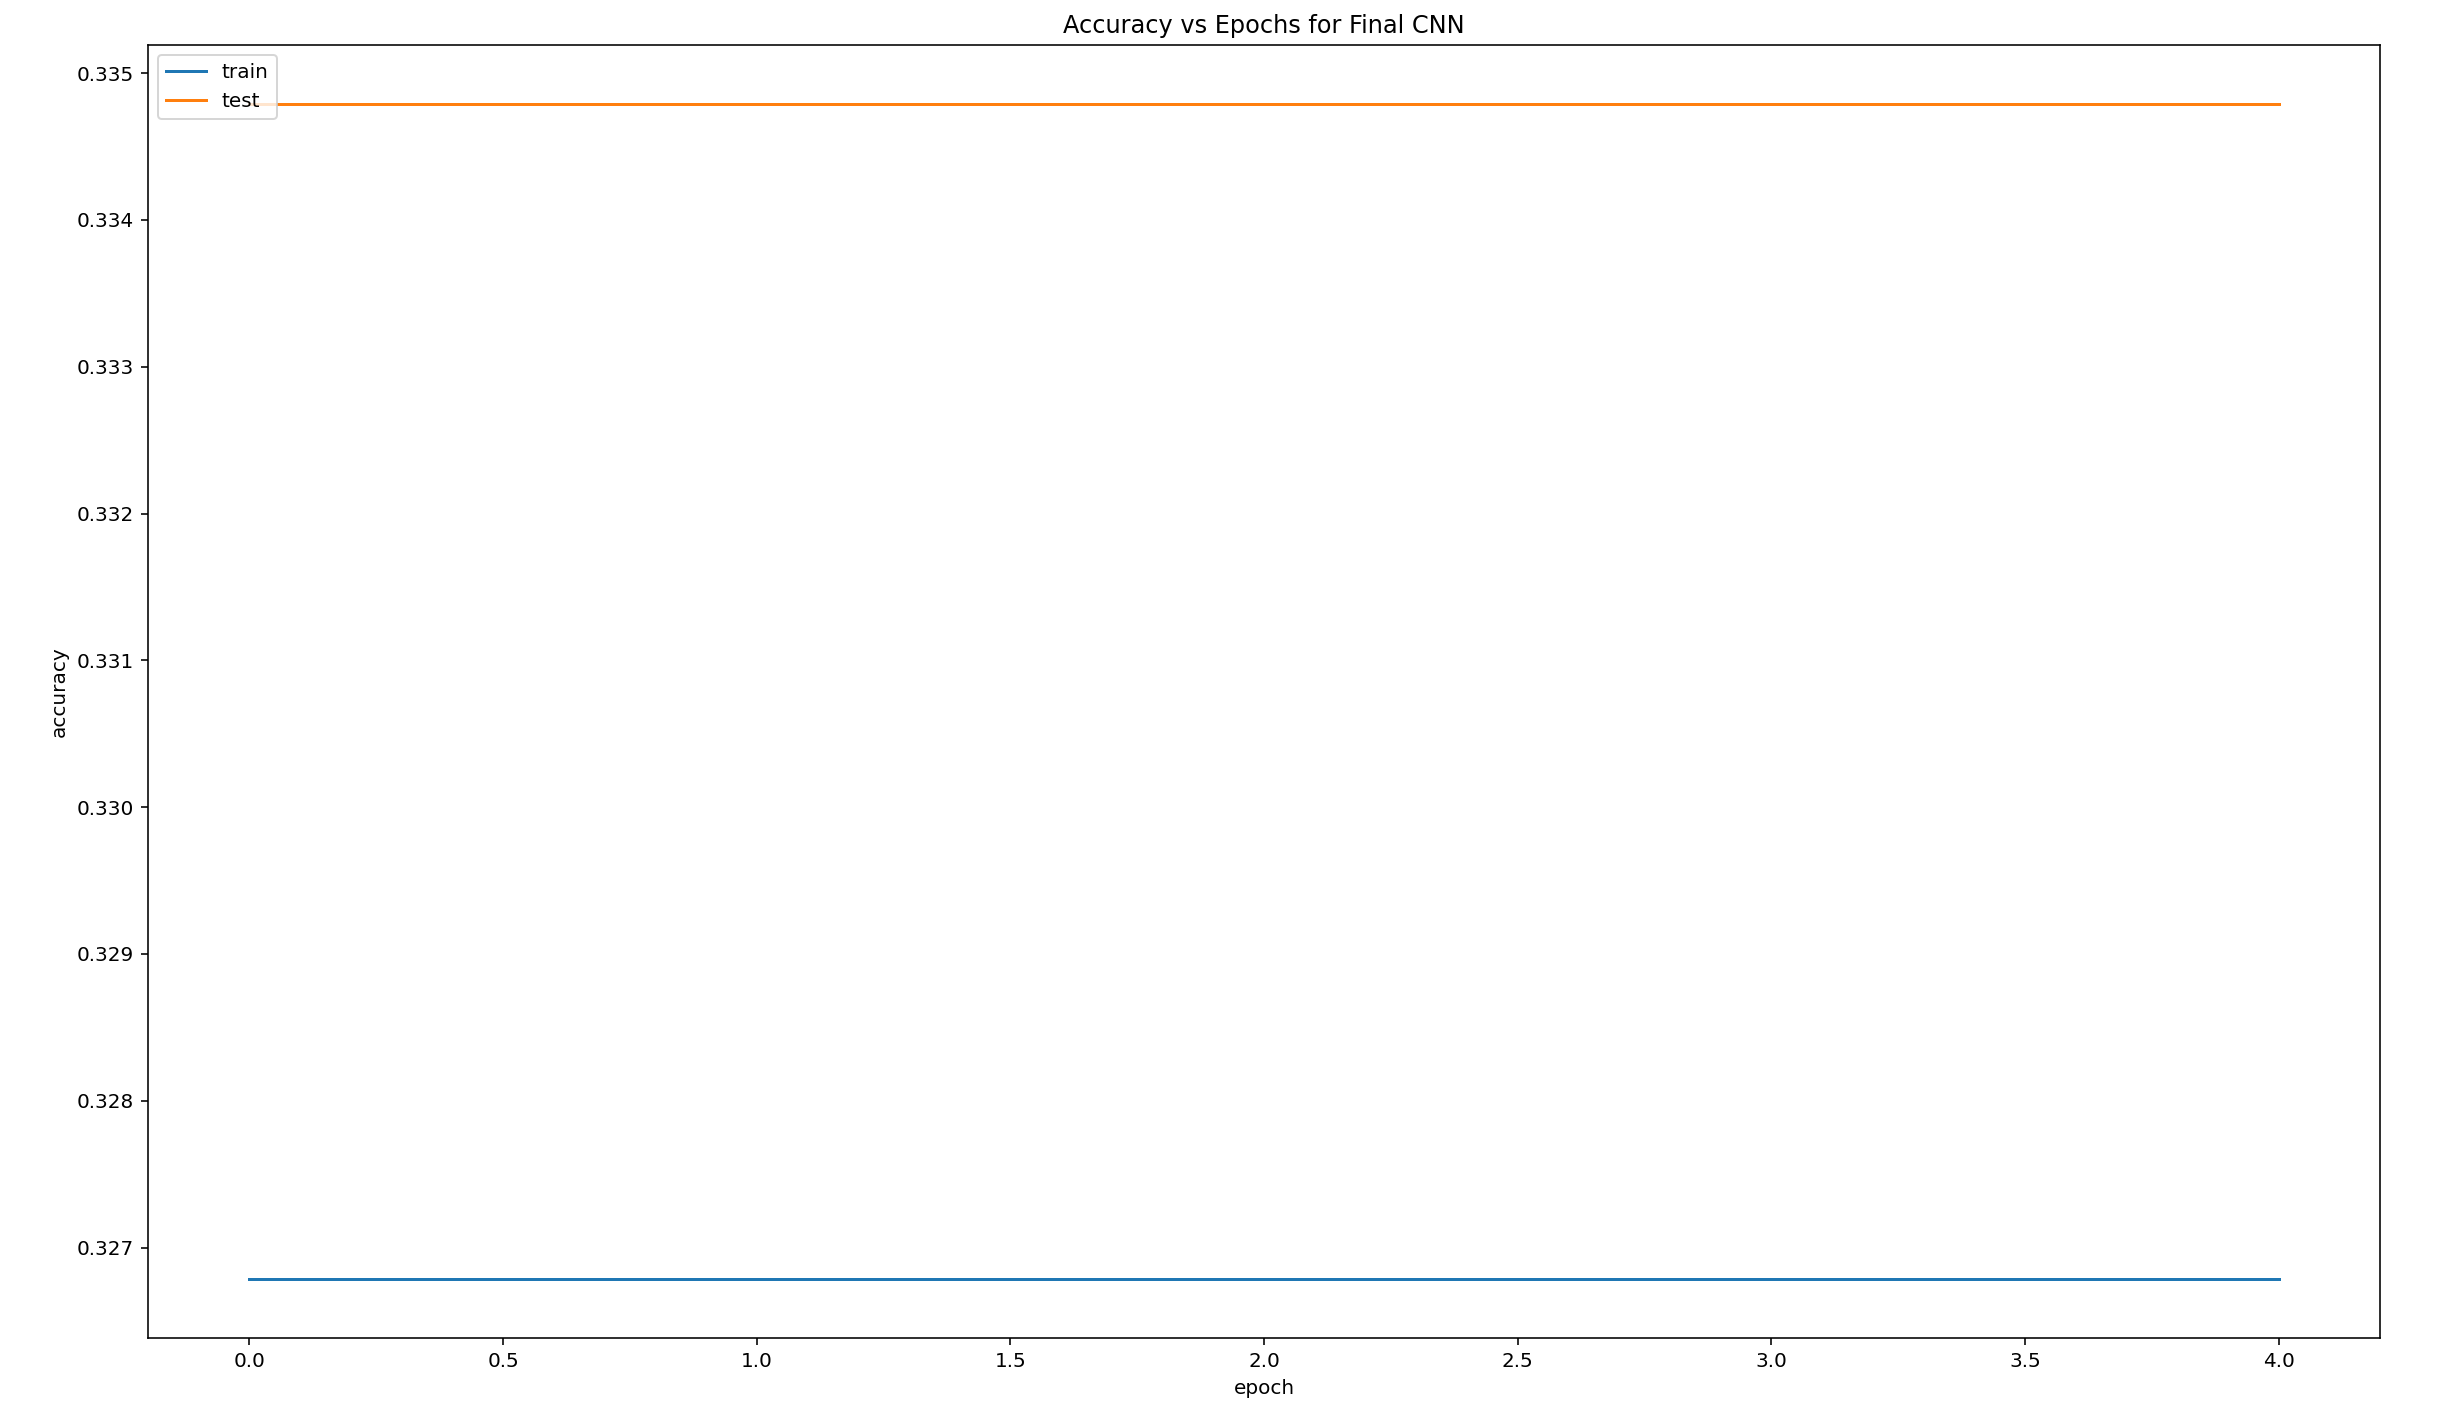 Accuracy vs Epochs for Final CNN
train
test
0.335
0.334
0.333
0.332
0.331
0.330
0.329
0.328
0.327
accuracy
0.0 0.5 1.0 1.5 2.0 2.5 3.0 3.5 4.0
epoch